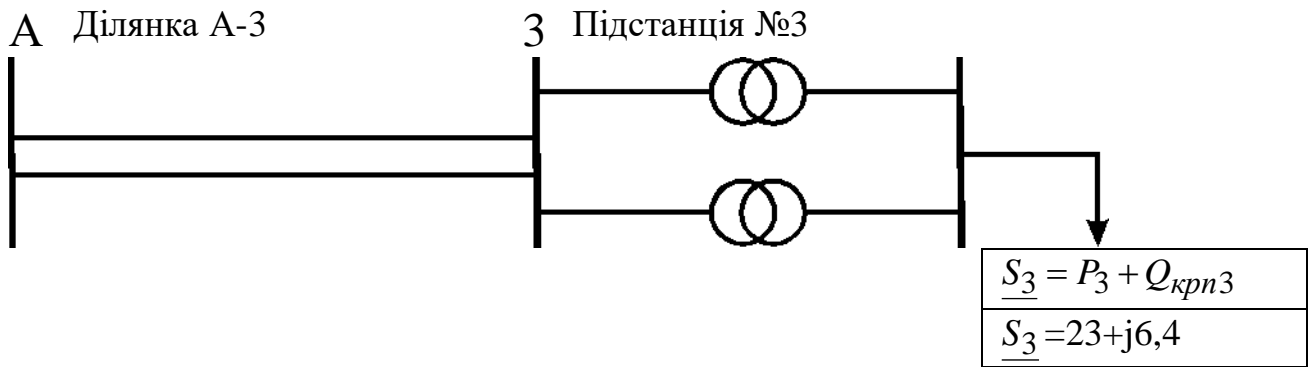 А Ділянка А-3
3 Підстанція №3
S3 = P3 + Qкрп3
S3 =23+j6,4